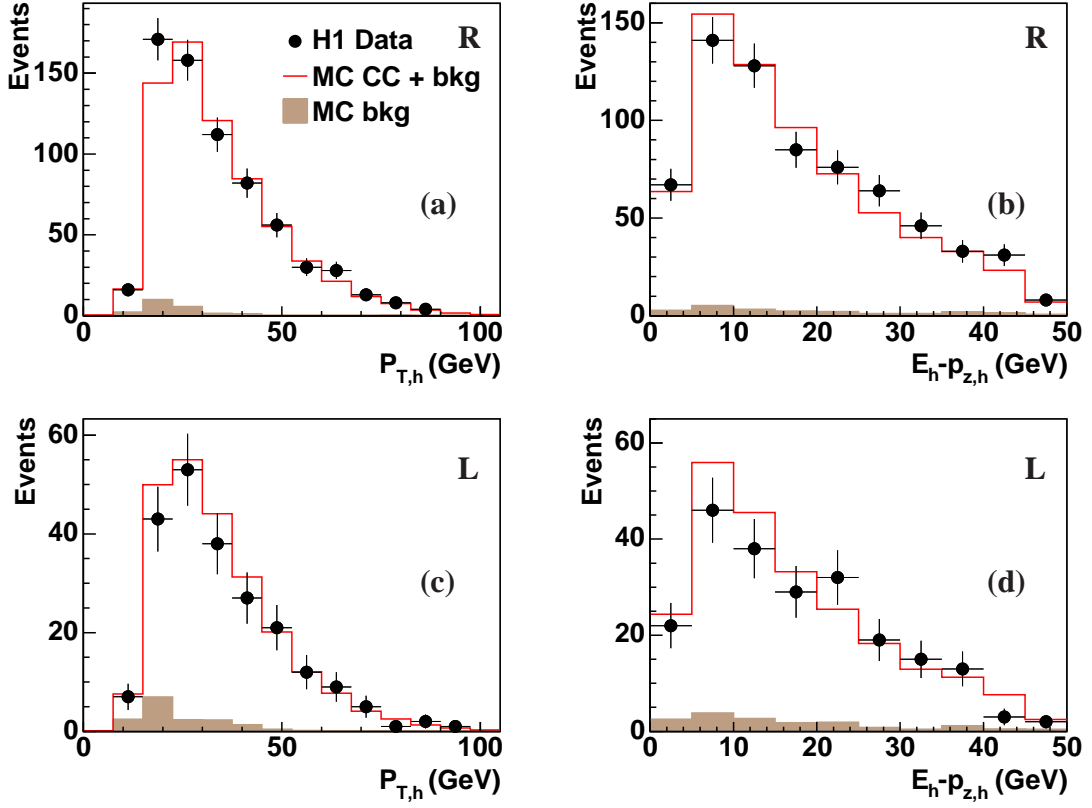 Events
R
H1 Data
MC CC + bkg
MC bkg
(a)
150
100
50
0
0 50 100
P_T,h (GeV)
Events
R
(b)
150
100
50
0
0 10 20 30 40 50
E_h-p_z,h (GeV)
Events
L
(c)
60
40
20
0
0 50 100
P_T,h (GeV)
Events
L
(d)
60
40
20
0
0 10 20 30 40 50
E_h-p_z,h (GeV)